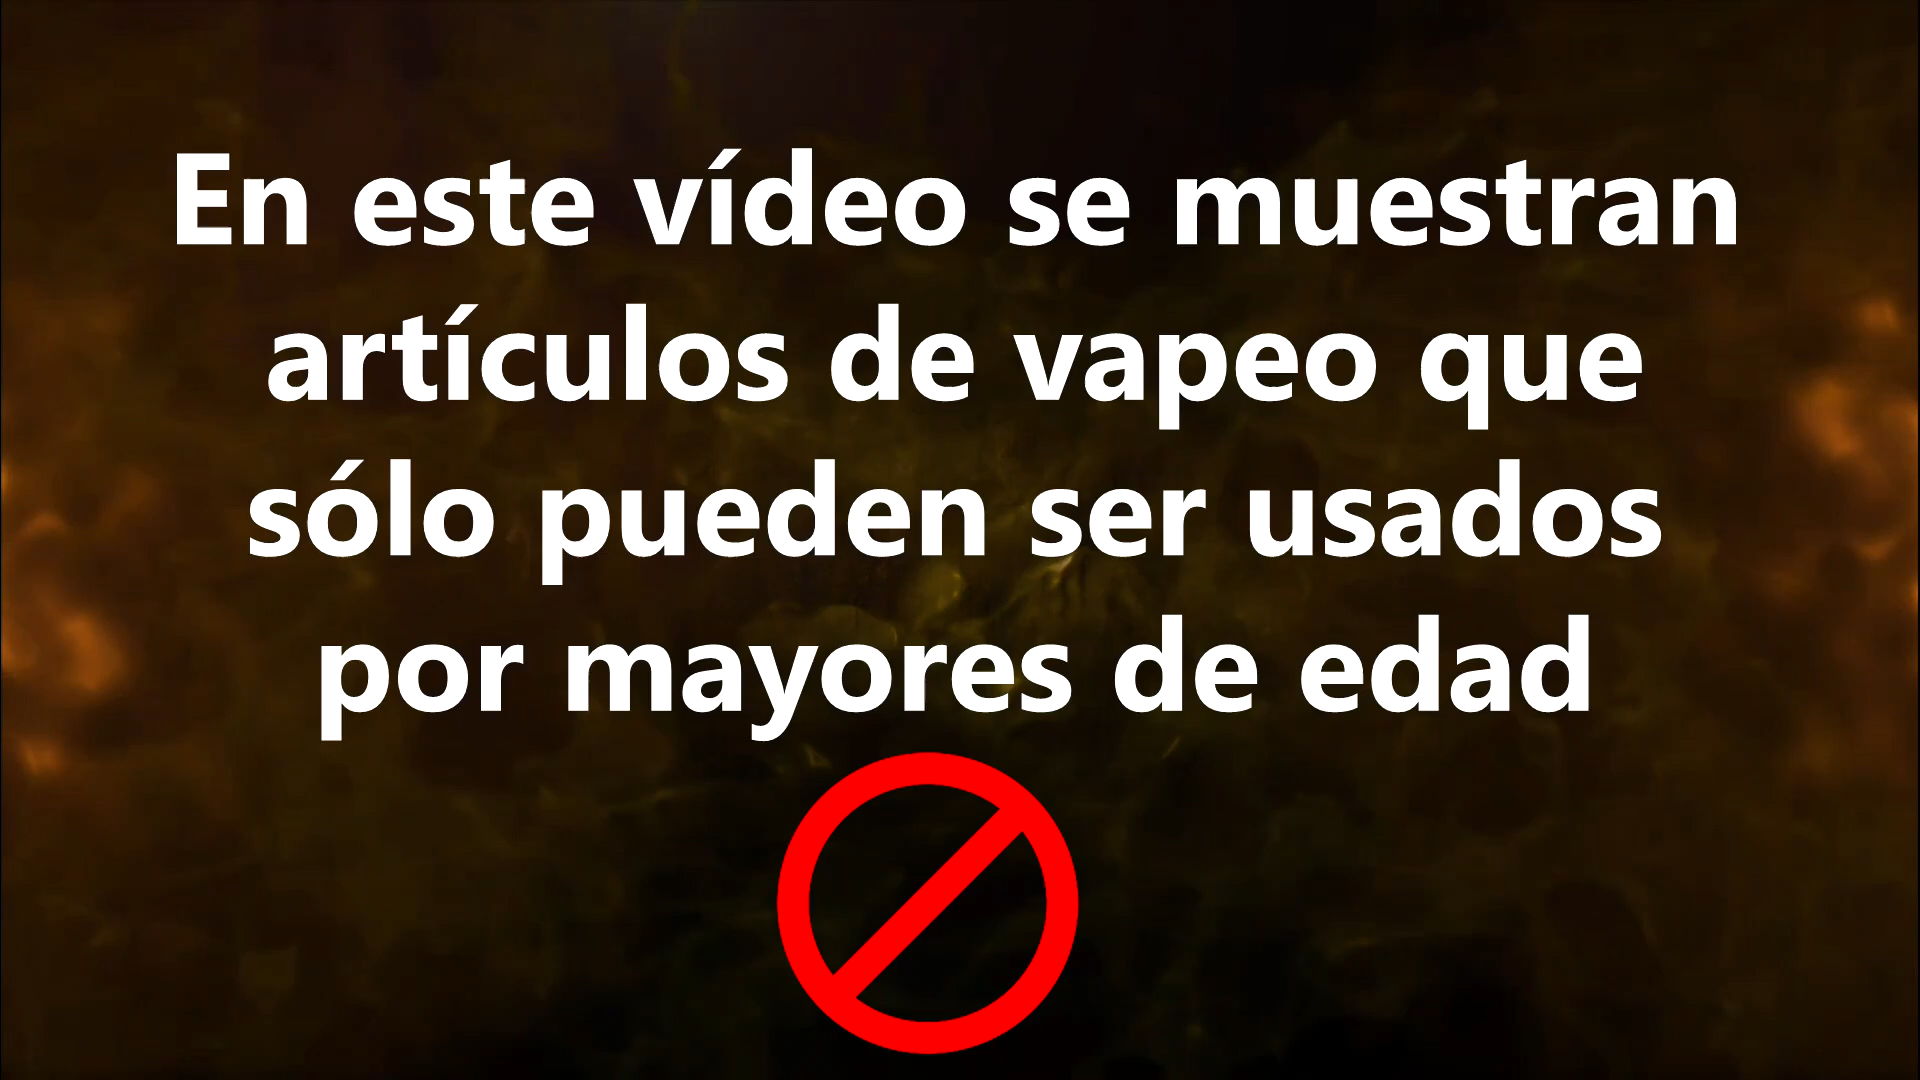 En este vídeo se muestran
artículos de vapeo que
sólo pueden ser usados
por mayores de edad